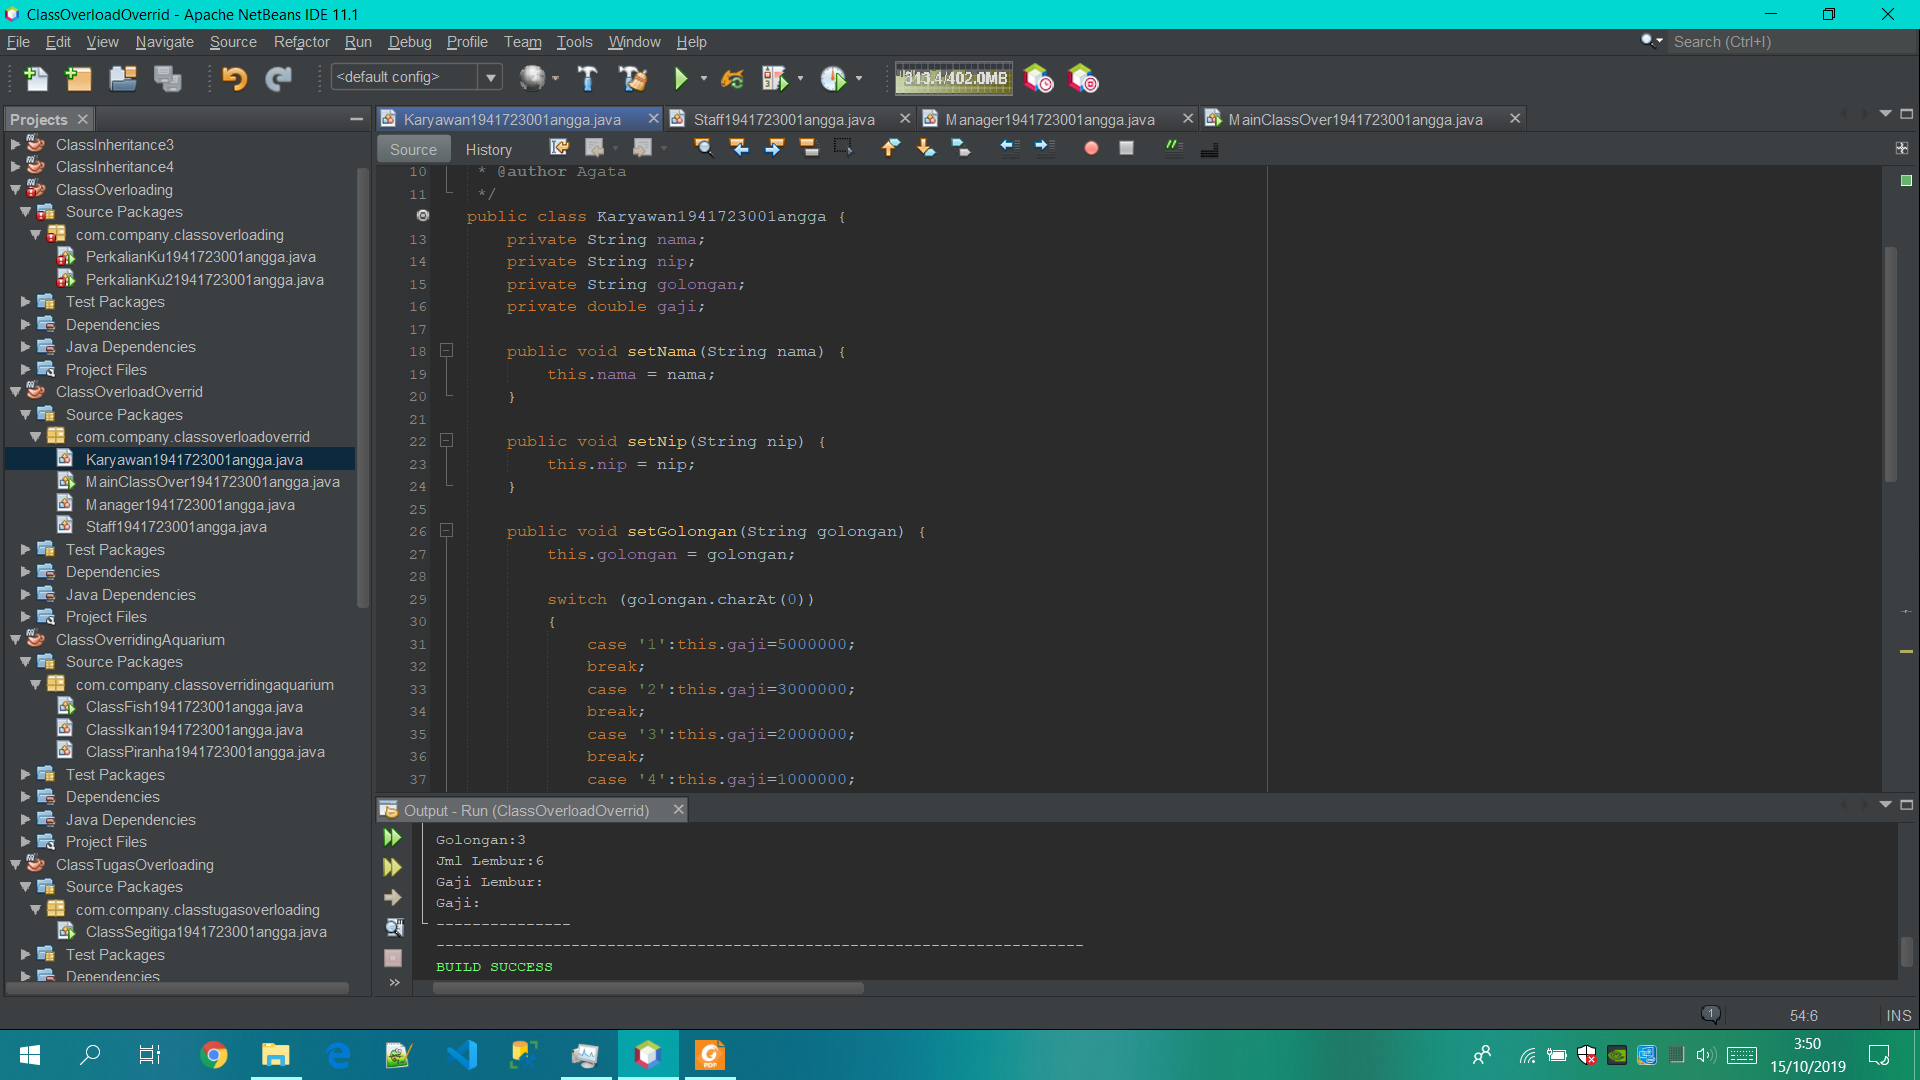 ClassOverloadOverrid - Apache NetBeans IDE 11.1
File Edit View Navigate Source Refactor Run Debug Profile Team Tools Window Help
Search (Ctrl+I)
<default config>
313.4/402.0MB
Projects
Karyawan1941723001angga.java
Staff1941723001angga.java
Manager1941723001angga.java
MainClassOver1941723001angga.java
Source History
ClassInheritance3
ClassInheritance4
ClassOverloading
Source Packages
com.company.classoverloading
PerkalianKu1941723001angga.java
PerkalianKu21941723001angga.java
Test Packages
Dependencies
Java Dependencies
Project Files
ClassOverloadOverrid
Source Packages
com.company.classoverloadoverrid
Karyawan1941723001angga.java
MainClassOver1941723001angga.java
Manager1941723001angga.java
Staff1941723001angga.java
Test Packages
Dependencies
Java Dependencies
Project Files
ClassOverridingAquarium
Source Packages
com.company.classoverridingaquarium
ClassFish1941723001angga.java
ClassIkan1941723001angga.java
ClassPiranha1941723001angga.java
Test Packages
Dependencies
Java Dependencies
Project Files
ClassTugasOverloading
Source Packages
com.company.classtugasoverloading
ClassSegitiga1941723001angga.java
Test Packages
Dependencies
10 * @author Agata
11 */
public class Karyawan1941723001angga {
13 private String nama;
14 private String nip;
15 private String golongan;
16 private double gaji;
17
18 public void setNama(String nama) {
19 this.nama = nama;
20 }
21
22 public void setNip(String nip) {
23 this.nip = nip;
24 }
25
26 public void setGolongan(String golongan) {
27 this.golongan = golongan;
28
29 switch (golongan.charAt(0))
30 {
31 case '1':this.gaji=5000000;
32 break;
33 case '2':this.gaji=3000000;
34 break;
35 case '3':this.gaji=2000000;
36 break;
37 case '4':this.gaji=1000000;
Output - Run (ClassOverloadOverrid)
Golongan:3
Jml Lembur:6
Gaji Lembur:
Gaji:
---------------
------------------------------------------------------------------------
BUILD SUCCESS
1
54:6
INS
3:50
15/10/2019